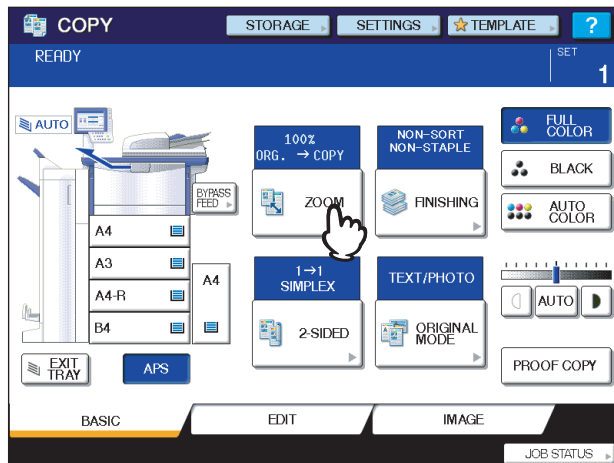 COPY
STORAGE
SETTINGS
TEMPLATE
?
READY
SET
1
AUTO
100%
ORG. → COPY
ZOOM
NON-SORT
NON-STAPLE
FINISHING
FULL
COLOR
BLACK
AUTO
COLOR
BYPASS
FEED
A4
A3
A4-R
B4
A4
1→1
SIMPLEX
2-SIDED
TEXT/PHOTO
ORIGINAL
MODE
AUTO
EXIT
TRAY
APS
PROOF COPY
BASIC
EDIT
IMAGE
JOB STATUS